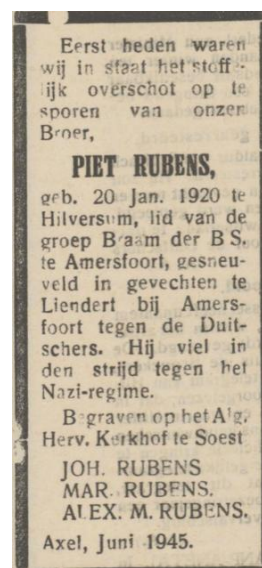 Eerst heden waren
wij in staat het stoff-
lijk overschot op te
sporen van onzen
Broer,
PIET RUBENS,
geb. 20 Jan. 1920 te
Hilversum, lid van de
groep Braam der B S.
te Amersfoort, gesneu-
veld in gevechten te
Liendert bij Amers-
foort tegen de Duit-
schers. Hij viel in
den strijd tegen het
Nazi-regime.
Begraven op het Alg.
Herv. Kerkhof te Soest
JOH. RUBENS
MAR. RUBENS.
ALEX. M. RUBENS.
Axel, Juni 1945.